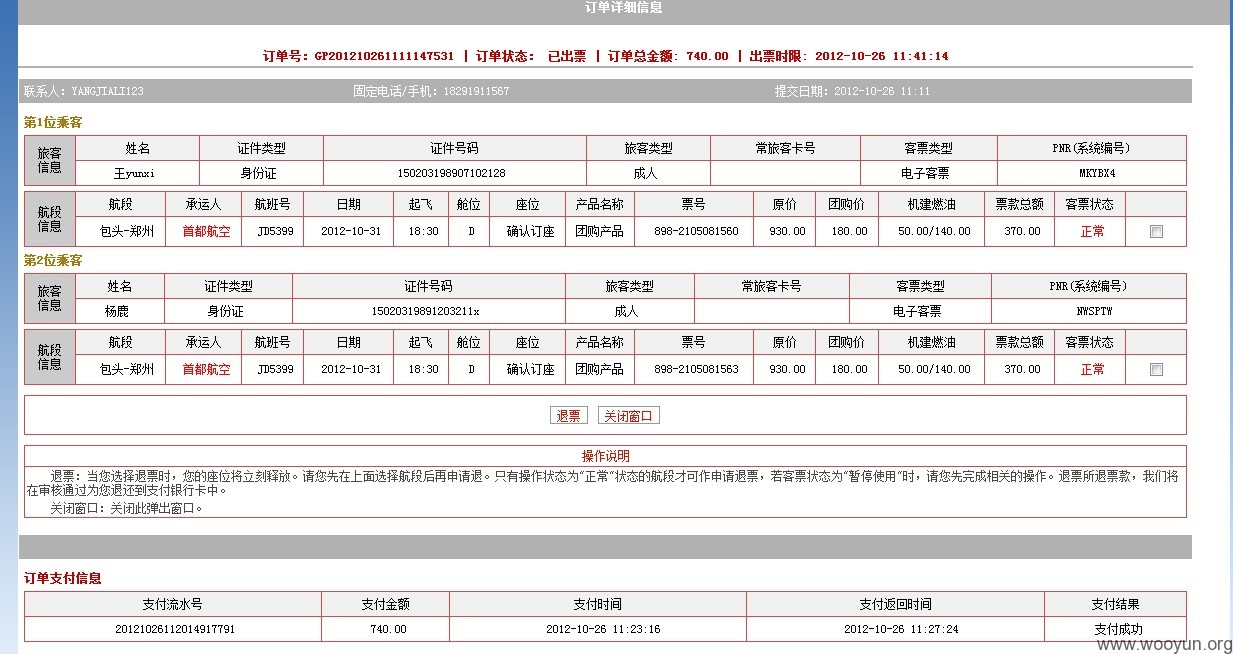 订单详细信息
订单号：GP201210261111147531 | 订单状态： 已出票 | 订单总金额：740.00 | 出票时限：2012-10-26 11:41:14
联系人：YANGJIALI123 固定电话/手机：18291911567 提交日期：2012-10-26 11:11
第1位乘客
旅客信息 姓名 证件类型 证件号码 旅客类型 常旅客卡号 客票类型 PNR(系统编号)
王yunxi 身份证 150203198907102128 成人 电子客票 MKYBX4
航段信息 航段 承运人 航班号 日期 起飞 舱位 座位 产品名称 票号 原价 团购价 机建燃油 票款总额 客票状态
包头-郑州 首都航空 JD5399 2012-10-31 18:30 D 确认订座 团购产品 898-2105081560 930.00 180.00 50.00/140.00 370.00 正常
第2位乘客
旅客信息 姓名 证件类型 证件号码 旅客类型 常旅客卡号 客票类型 PNR(系统编号)
杨鹿 身份证 15020319891203211x 成人 电子客票 NWSPTW
航段信息 航段 承运人 航班号 日期 起飞 舱位 座位 产品名称 票号 原价 团购价 机建燃油 票款总额 客票状态
包头-郑州 首都航空 JD5399 2012-10-31 18:30 D 确认订座 团购产品 898-2105081563 930.00 180.00 50.00/140.00 370.00 正常
退票 关闭窗口
操作说明
退票：当您选择退票时，您的座位将立刻释放。请您先在上面选择航段后再申请退。只有操作状态为"正常"状态的航段才可作申请退票，若客票状态为"暂停使用"时，请您先完成相关的操作。退票所退票款，我们将
在审核通过为您退还到支付银行卡中。
关闭窗口：关闭此弹出窗口。
订单支付信息
支付流水号 支付金额 支付时间 支付返回时间 支付结果
20121026112014917791 740.00 2012-10-26 11:23:16 2012-10-26 11:27:24 支付成功
www.wooyun.org